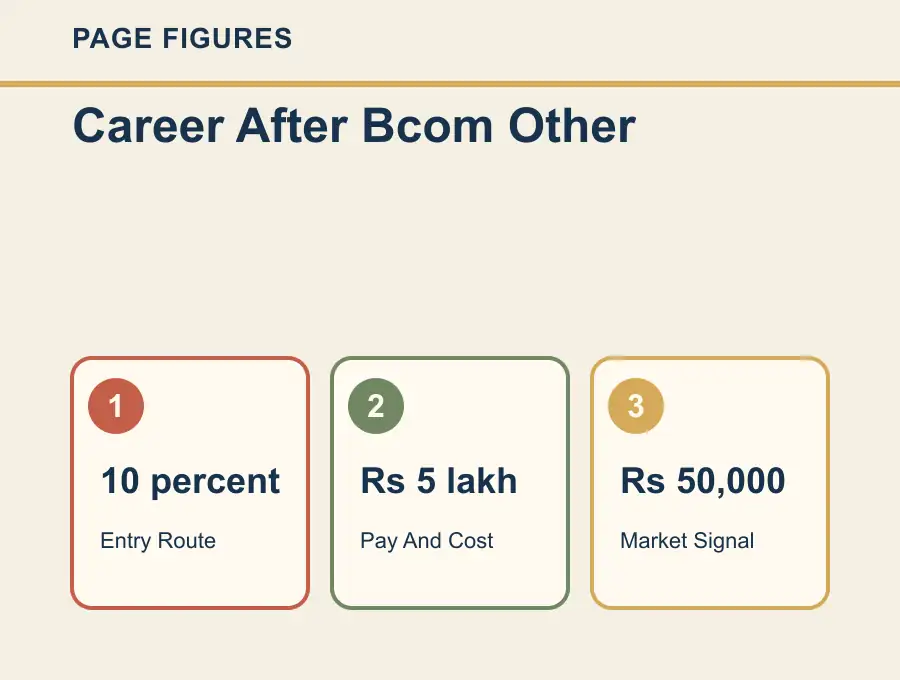 PAGE FIGURES
Career After Bcom Other
1
10 percent
Entry Route
2
Rs 5 lakh
Pay And Cost
3
Rs 50,000
Market Signal